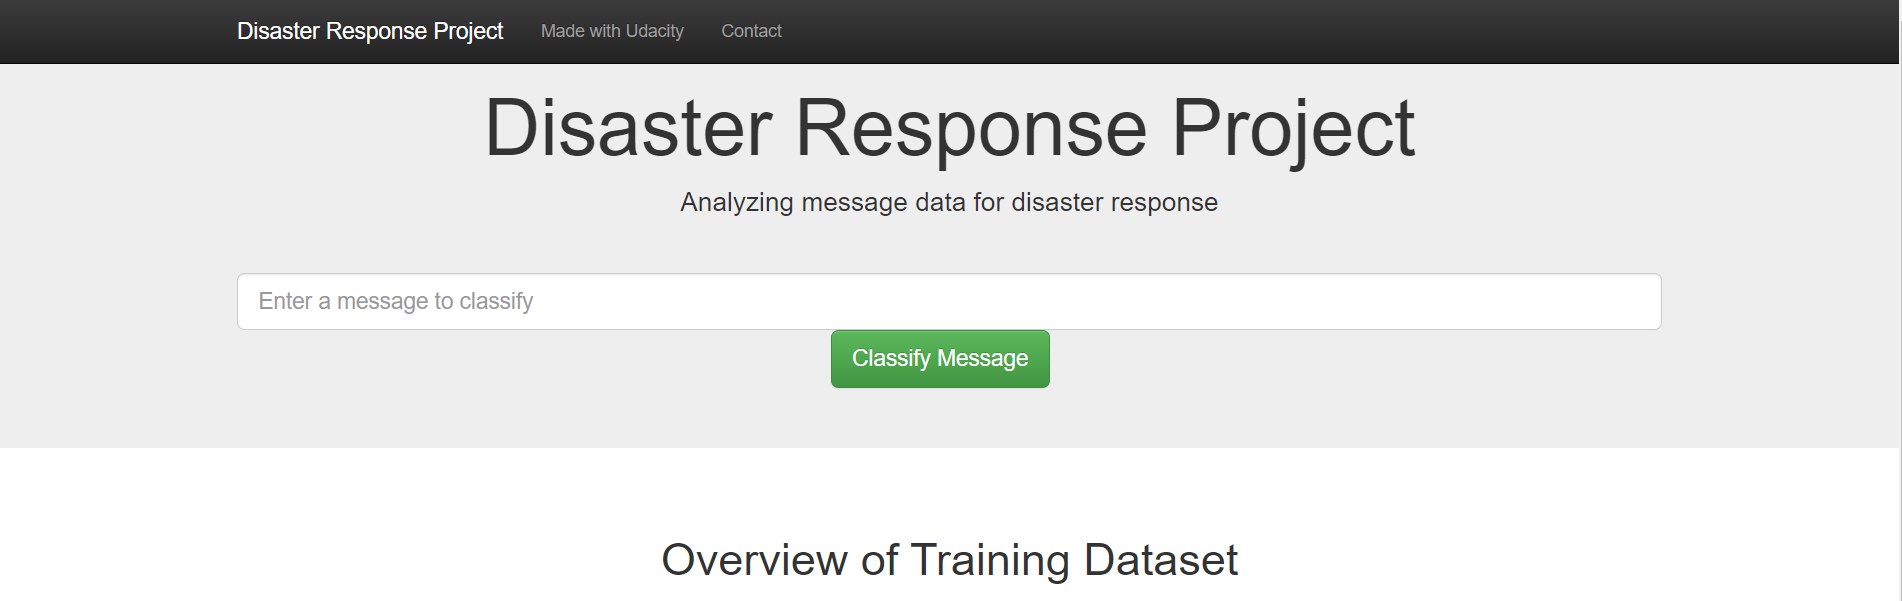 Disaster Response Project Made with Udacity Contact
Disaster Response Project
Analyzing message data for disaster response
Enter a message to classify
Classify Message
Overview of Training Dataset